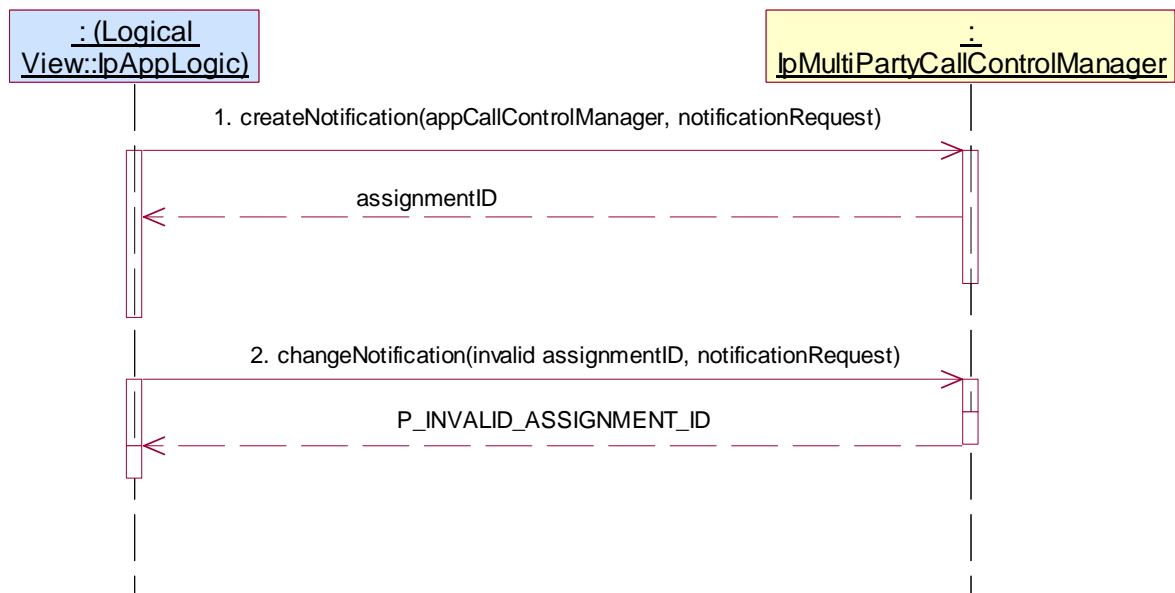 : (Logical
View::IpAppLogic)
:
IpMultiPartyCallControlManager
1. createNotification(appCallControlManager, notificationRequest)
assignmentID
2. changeNotification(invalid assignmentID, notificationRequest)
P_INVALID_ASSIGNMENT_ID